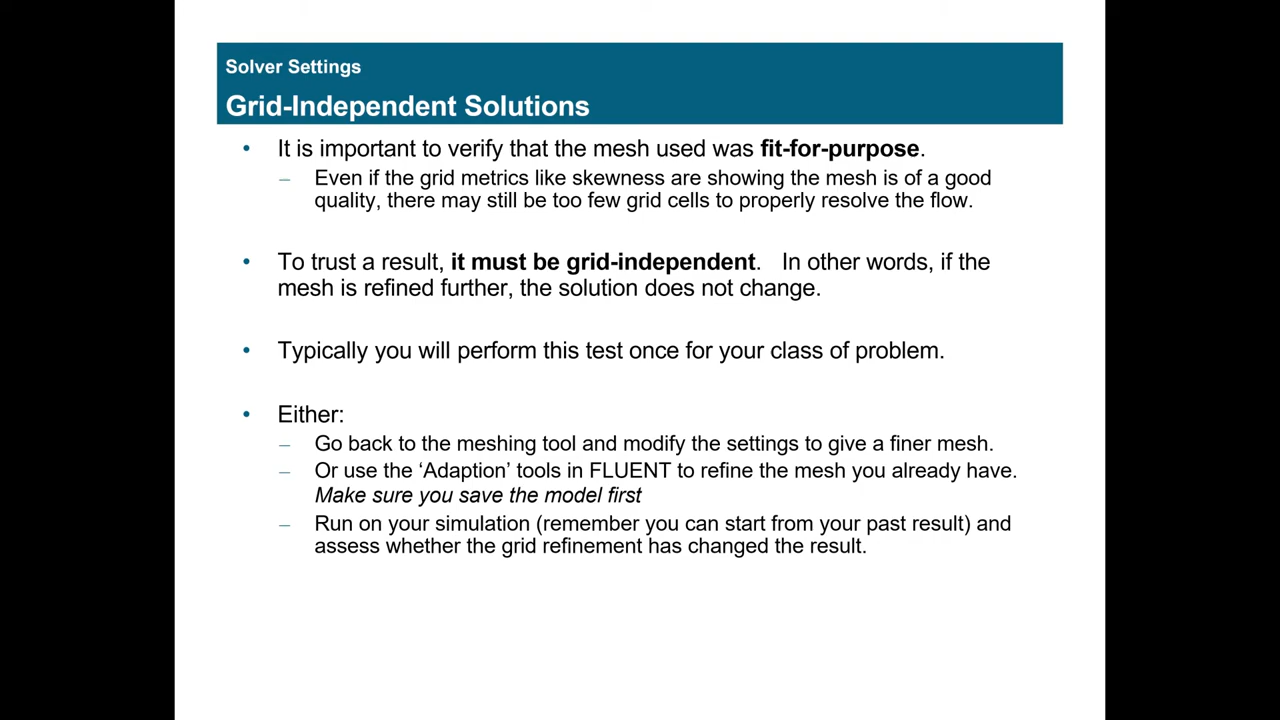 Solver Settings
Grid-Independent Solutions
• It is important to verify that the mesh used was fit-for-purpose.
– Even if the grid metrics like skewness are showing the mesh is of a good
quality, there may still be too few grid cells to properly resolve the flow.
• To trust a result, it must be grid-independent. In other words, if the
mesh is refined further, the solution does not change.
• Typically you will perform this test once for your class of problem.
• Either:
– Go back to the meshing tool and modify the settings to give a finer mesh.
– Or use the ‘Adaption’ tools in FLUENT to refine the mesh you already have.
Make sure you save the model first
– Run on your simulation (remember you can start from your past result) and
assess whether the grid refinement has changed the result.